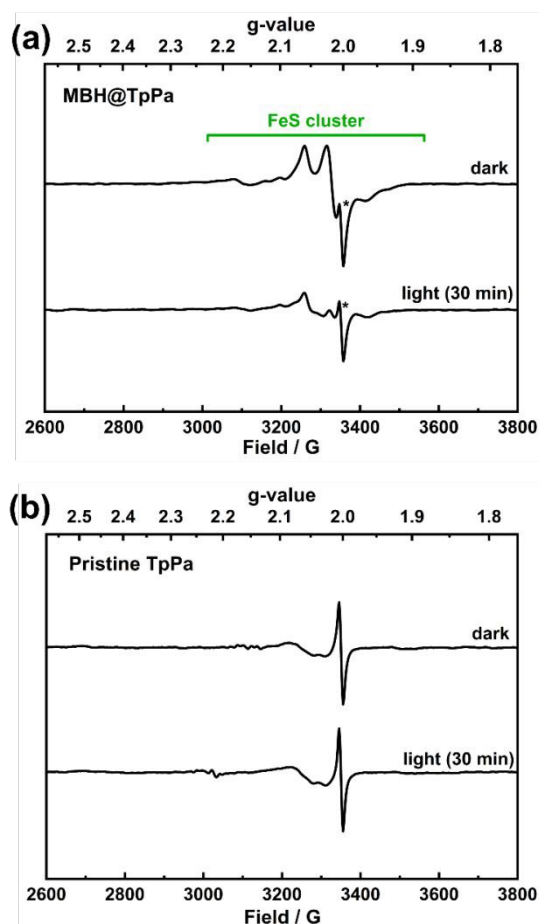 (a)
g-value
2.5 2.4 2.3 2.2 2.1 2.0 1.9 1.8
MBH@TpPa
FeS cluster
dark
*
light (30 min)
*
2600 2800 3000 3200 3400 3600 3800
Field / G
(b)
g-value
2.5 2.4 2.3 2.2 2.1 2.0 1.9 1.8
Pristine TpPa
dark
light (30 min)
2600 2800 3000 3200 3400 3600 3800
Field / G